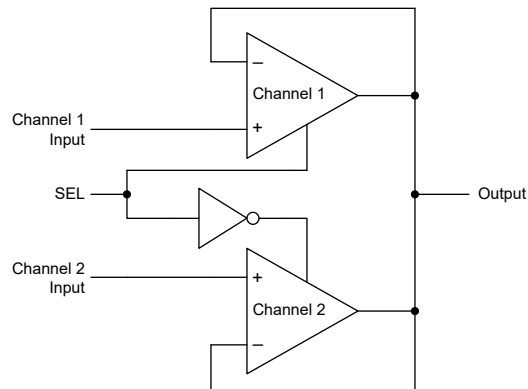 −
Channel 1
+
Channel 1
Input
SEL
Output
Channel 2
Input
+
Channel 2
−